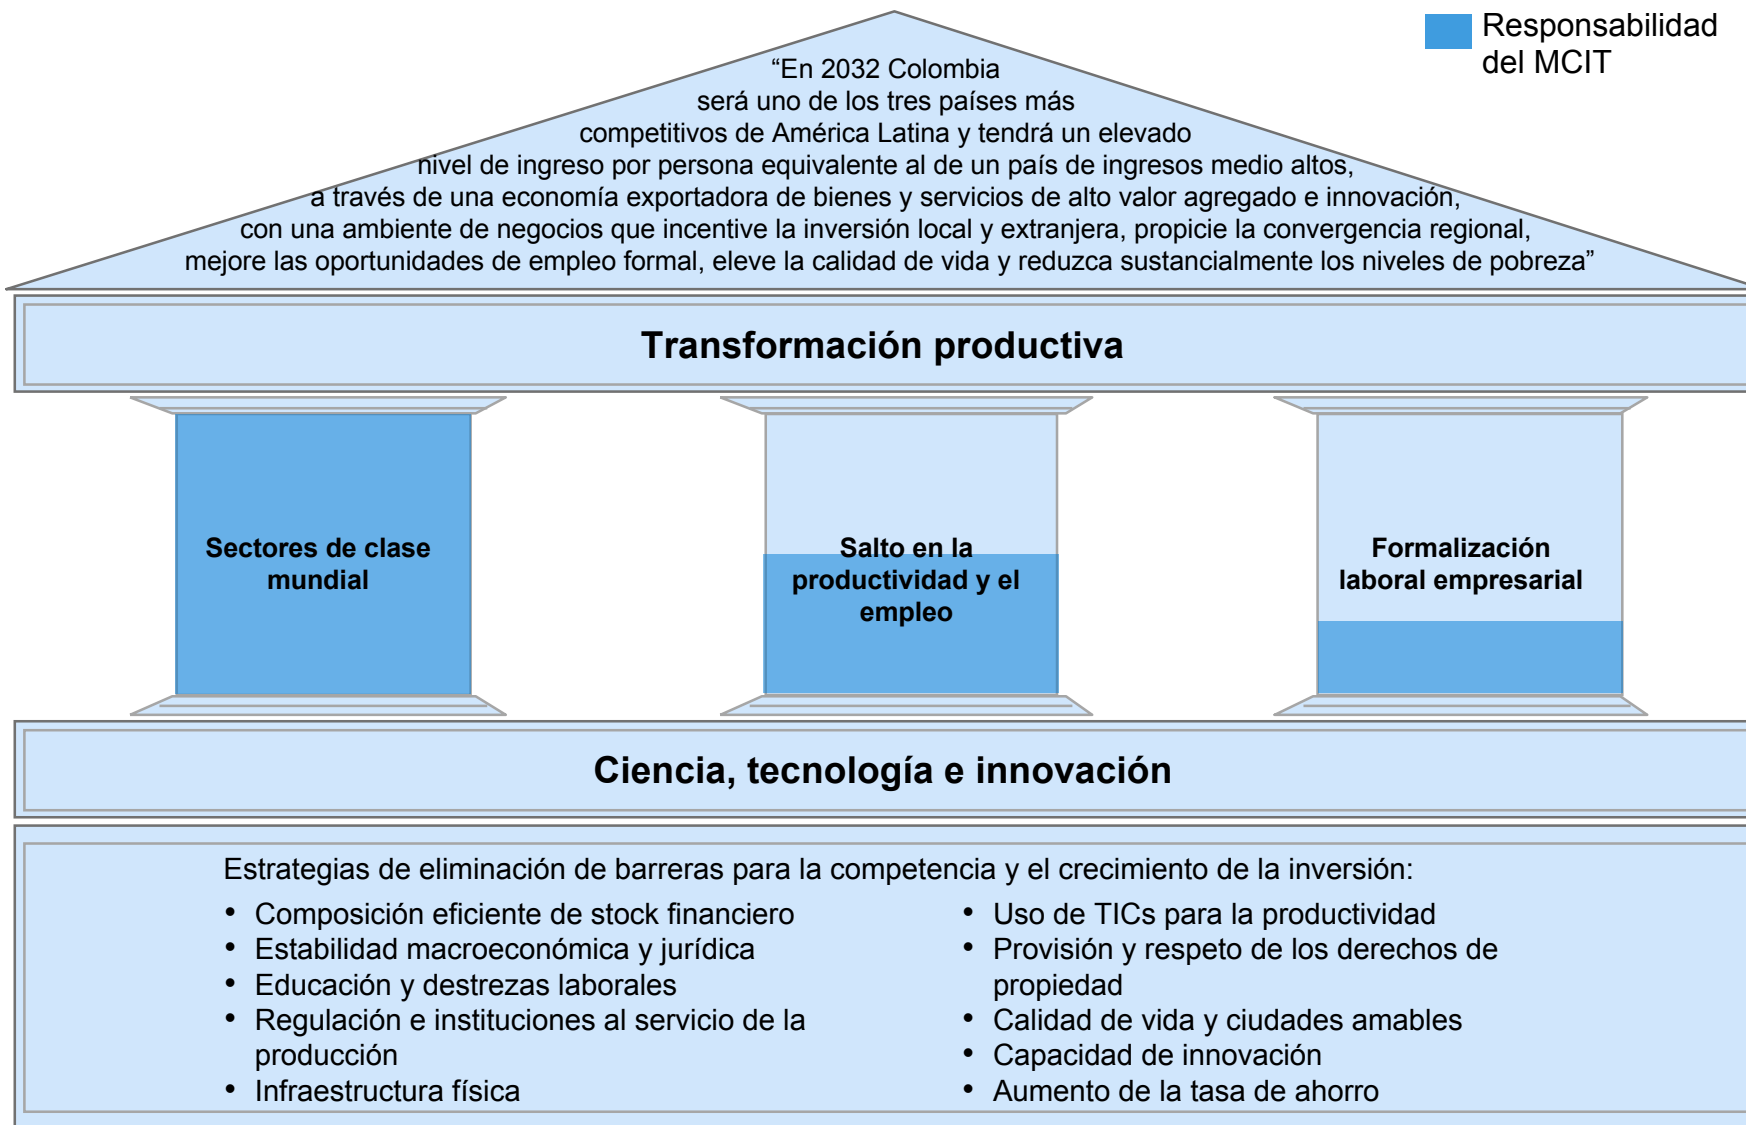 Responsabilidad
del MCIT
“En 2032 Colombia
será uno de los tres países más
competitivos de América Latina y tendrá un elevado
nivel de ingreso por persona equivalente al de un país de ingresos medio altos,
a través de una economía exportadora de bienes y servicios de alto valor agregado e innovación,
con una ambiente de negocios que incentive la inversión local y extranjera, propicie la convergencia regional,
mejore las oportunidades de empleo formal, eleve la calidad de vida y reduzca sustancialmente los niveles de pobreza”
Transformación productiva
Sectores de clase
mundial
Salto en la
productividad y el
empleo
Formalización
laboral empresarial
Ciencia, tecnología e innovación
Estrategias de eliminación de barreras para la competencia y el crecimiento de la inversión:
• Composición eficiente de stock financiero
• Estabilidad macroeconómica y jurídica
• Educación y destrezas laborales
• Regulación e instituciones al servicio de la
producción
• Infraestructura física
• Uso de TICs para la productividad
• Provisión y respeto de los derechos de
propiedad
• Calidad de vida y ciudades amables
• Capacidad de innovación
• Aumento de la tasa de ahorro